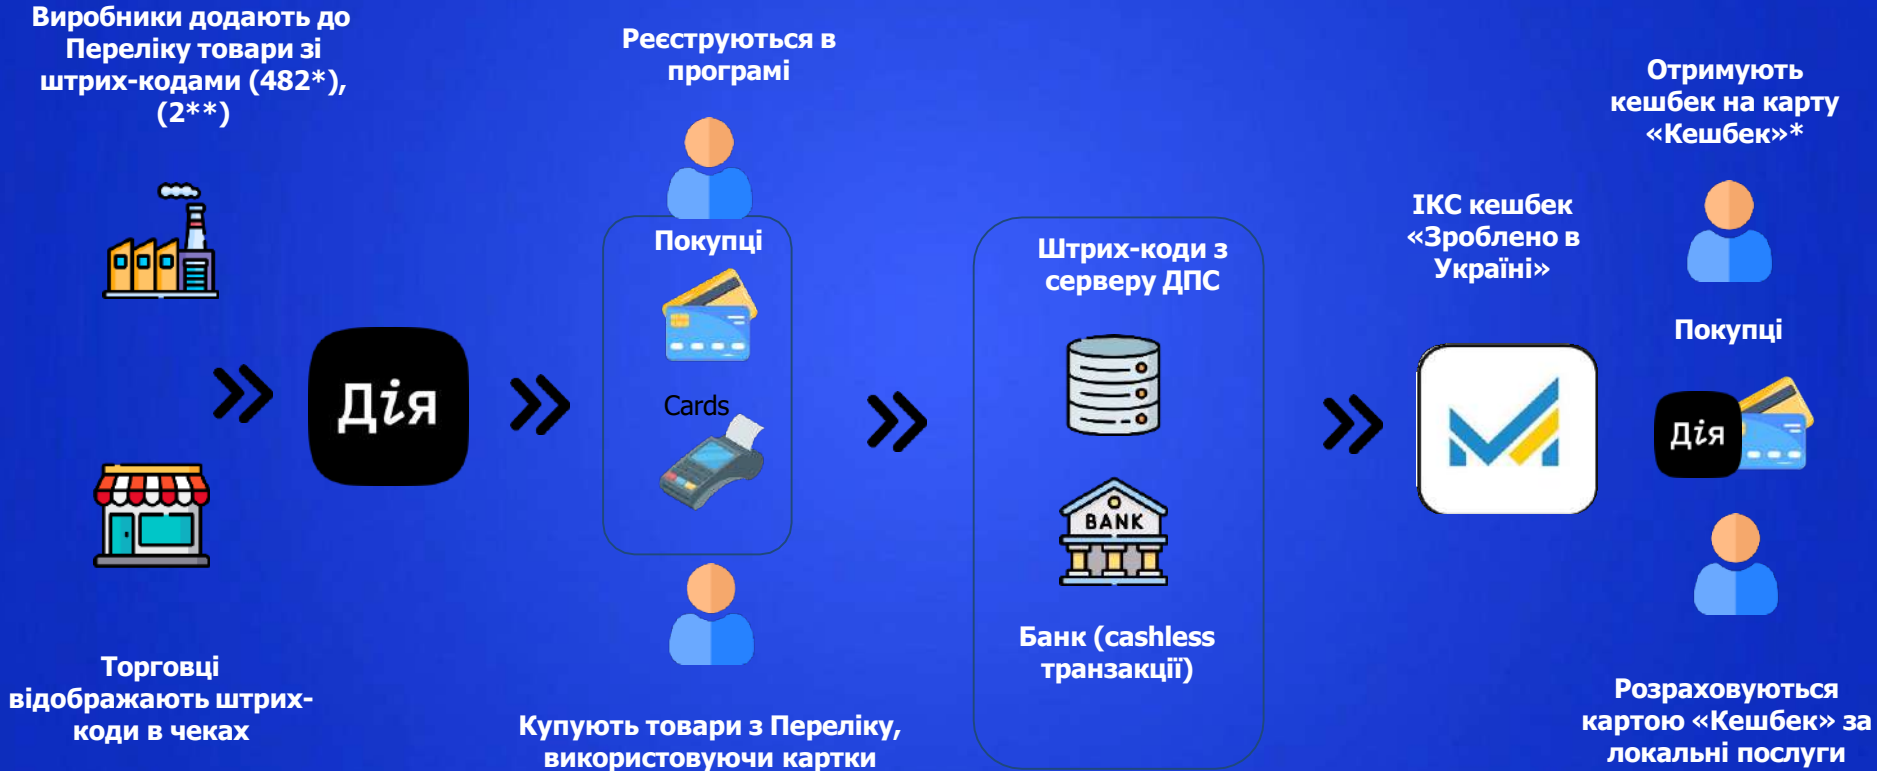 Виробники додають до
Переліку товари зі
штрих-кодами (482*),
(2**)
Торговці
відображають штрих-
коди в чеках
Дія
Реєструються в
програмі
Покупці
Cards
Купують товари з Переліку,
використовуючи картки
Штрих-коди з
серверу ДПС
BANK
Банк (cashless
транзакції)
ІКС кешбек
«Зроблено в
Україні»
Отримують
кешбек на карту
«Кешбек»*
Покупці
Дія
Розраховуються
картою «Кешбек» за
локальні послуги